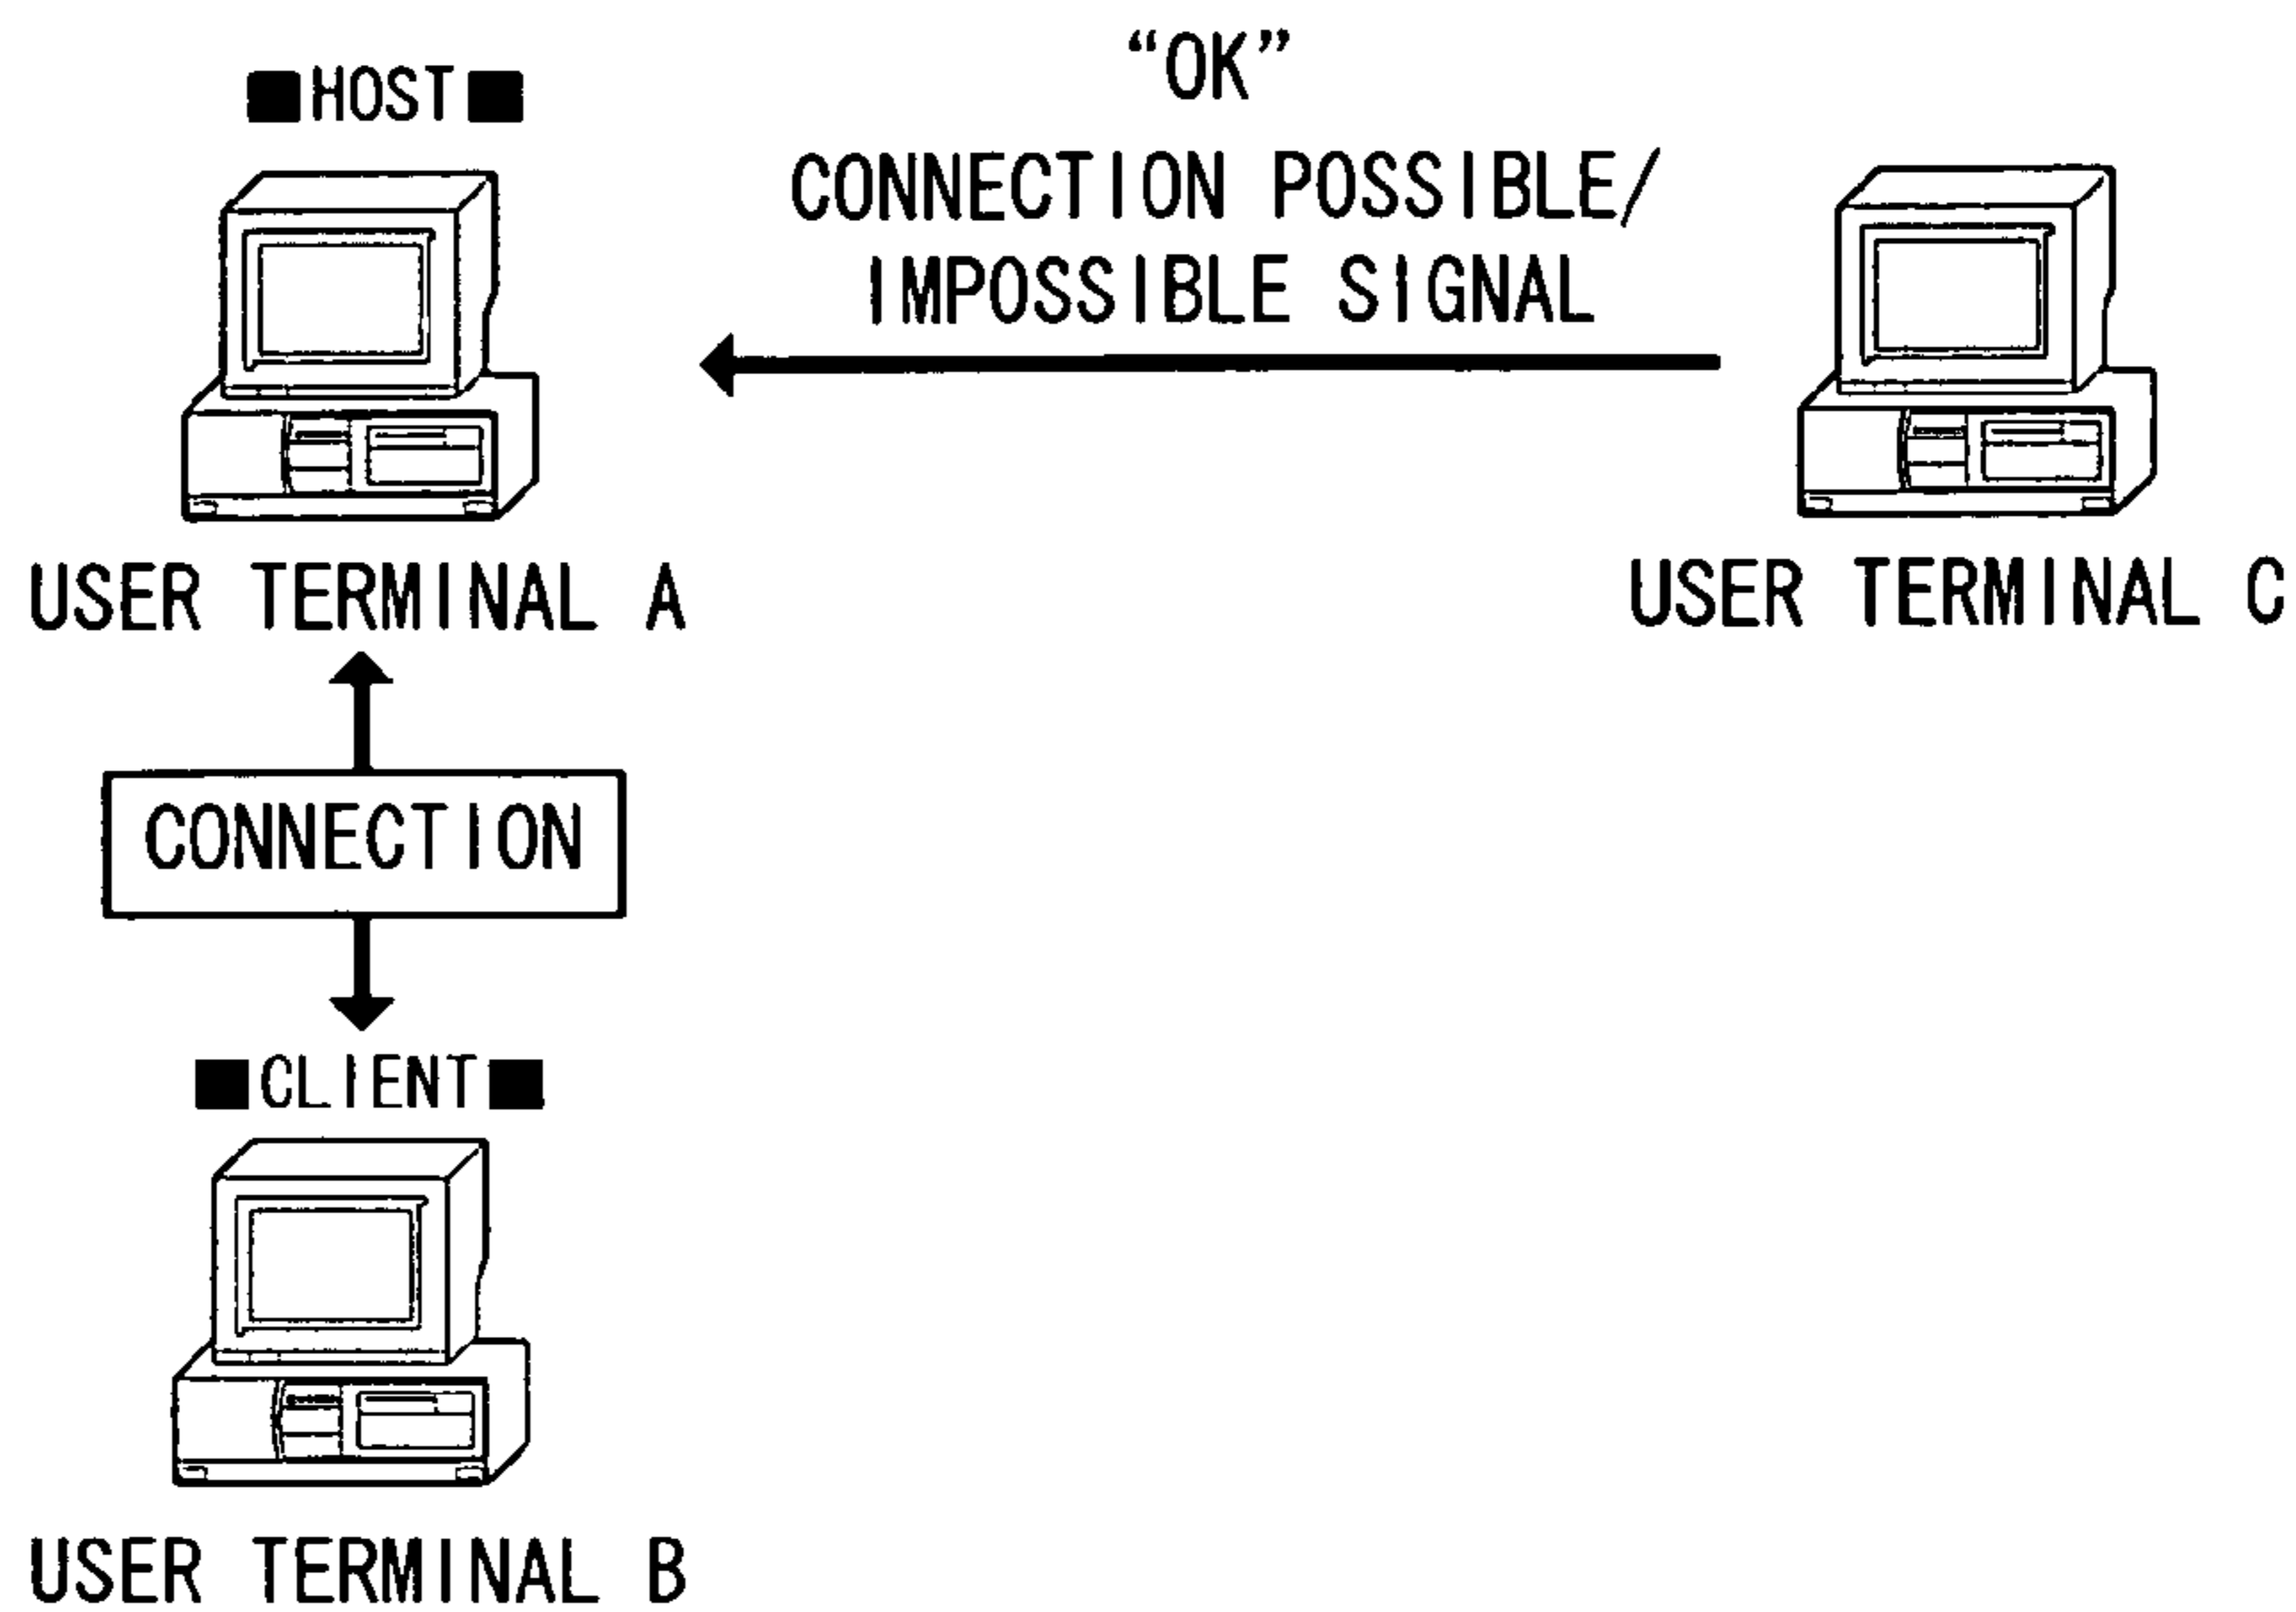 ■HOST■
“OK”
CONNECTION POSSIBLE/
IMPOSSIBLE SIGNAL
USER TERMINAL A
USER TERMINAL C
CONNECTION
■CLIENT■
USER TERMINAL B